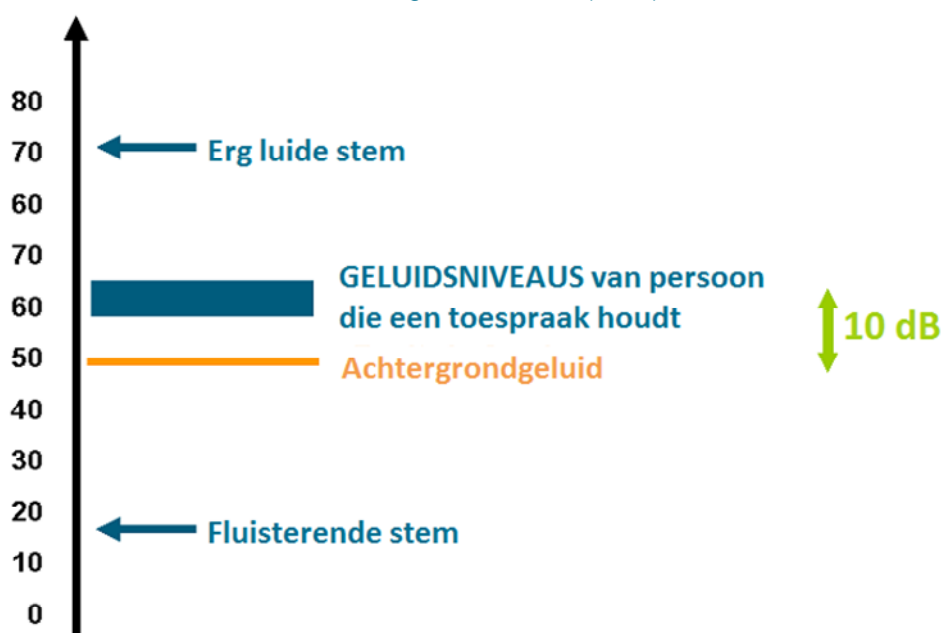 80
70
Erg luide stem
60
70
GELUIDSNIVEAUS van persoon
die een toespraak houdt
60
10 dB
50
Achtergrondgeluid
40
30
20
Fluisterende stem
10
0